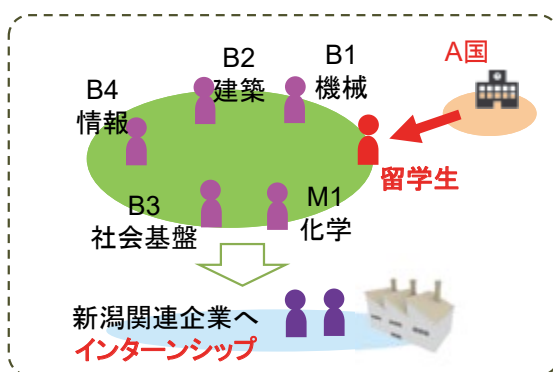 B2
建築
B1
機械
A国
B4
情報
留学生
B3
社会基盤
M1
化学
新潟関連企業へ
インターンシップ